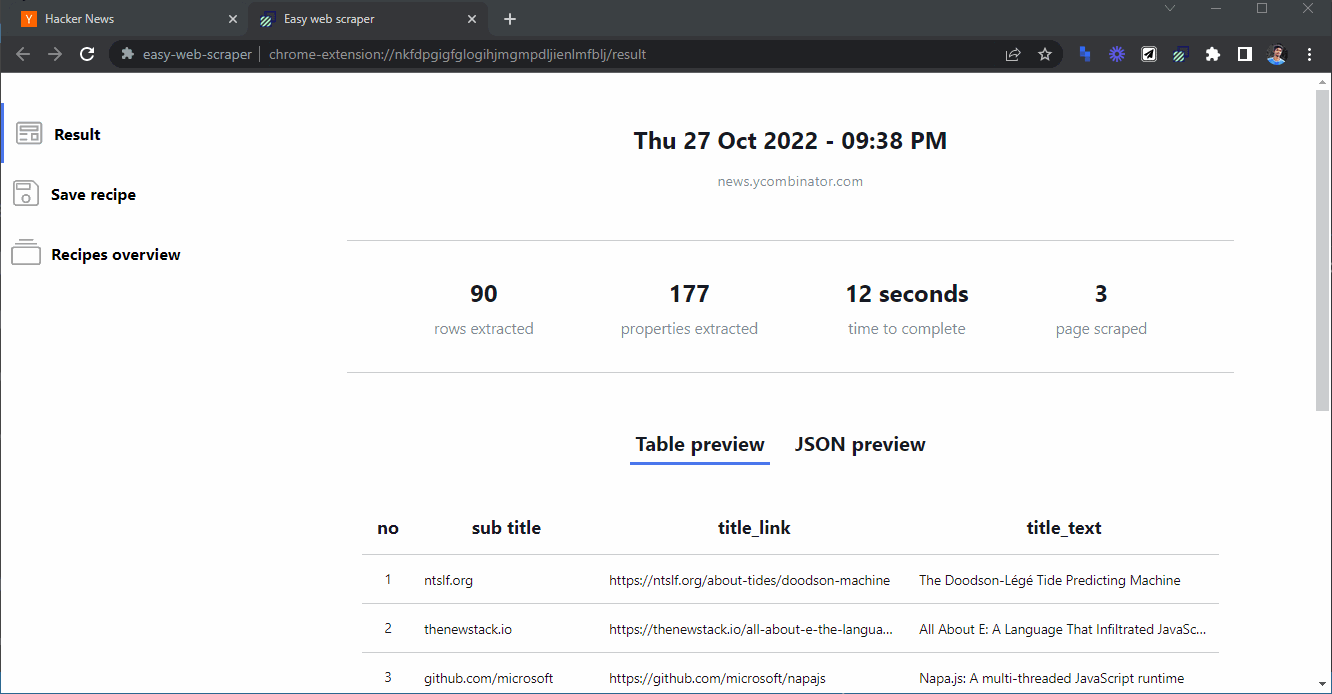 Hacker News
Easy web scraper
easy-web-scraper | chrome-extension://nkfdpgigfglogihjmgmpdljienlmfblj/result
Result
Save recipe
Recipes overview
Thu 27 Oct 2022 - 09:38 PM
news.ycombinator.com
90 177 12 seconds 3
rows extracted properties extracted time to complete page scraped
Table preview JSON preview
no sub title title_link title_text
1 ntslf.org https://ntslf.org/about-tides/doodson-machine The Doodson-Légé Tide Predicting Machine
2 thenewstack.io https://thenewstack.io/all-about-e-the-langua... All About E: A Language That Infiltrated JavaSc...
3 github.com/microsoft https://github.com/microsoft/napajs Napa.js: A multi-threaded JavaScript runtime